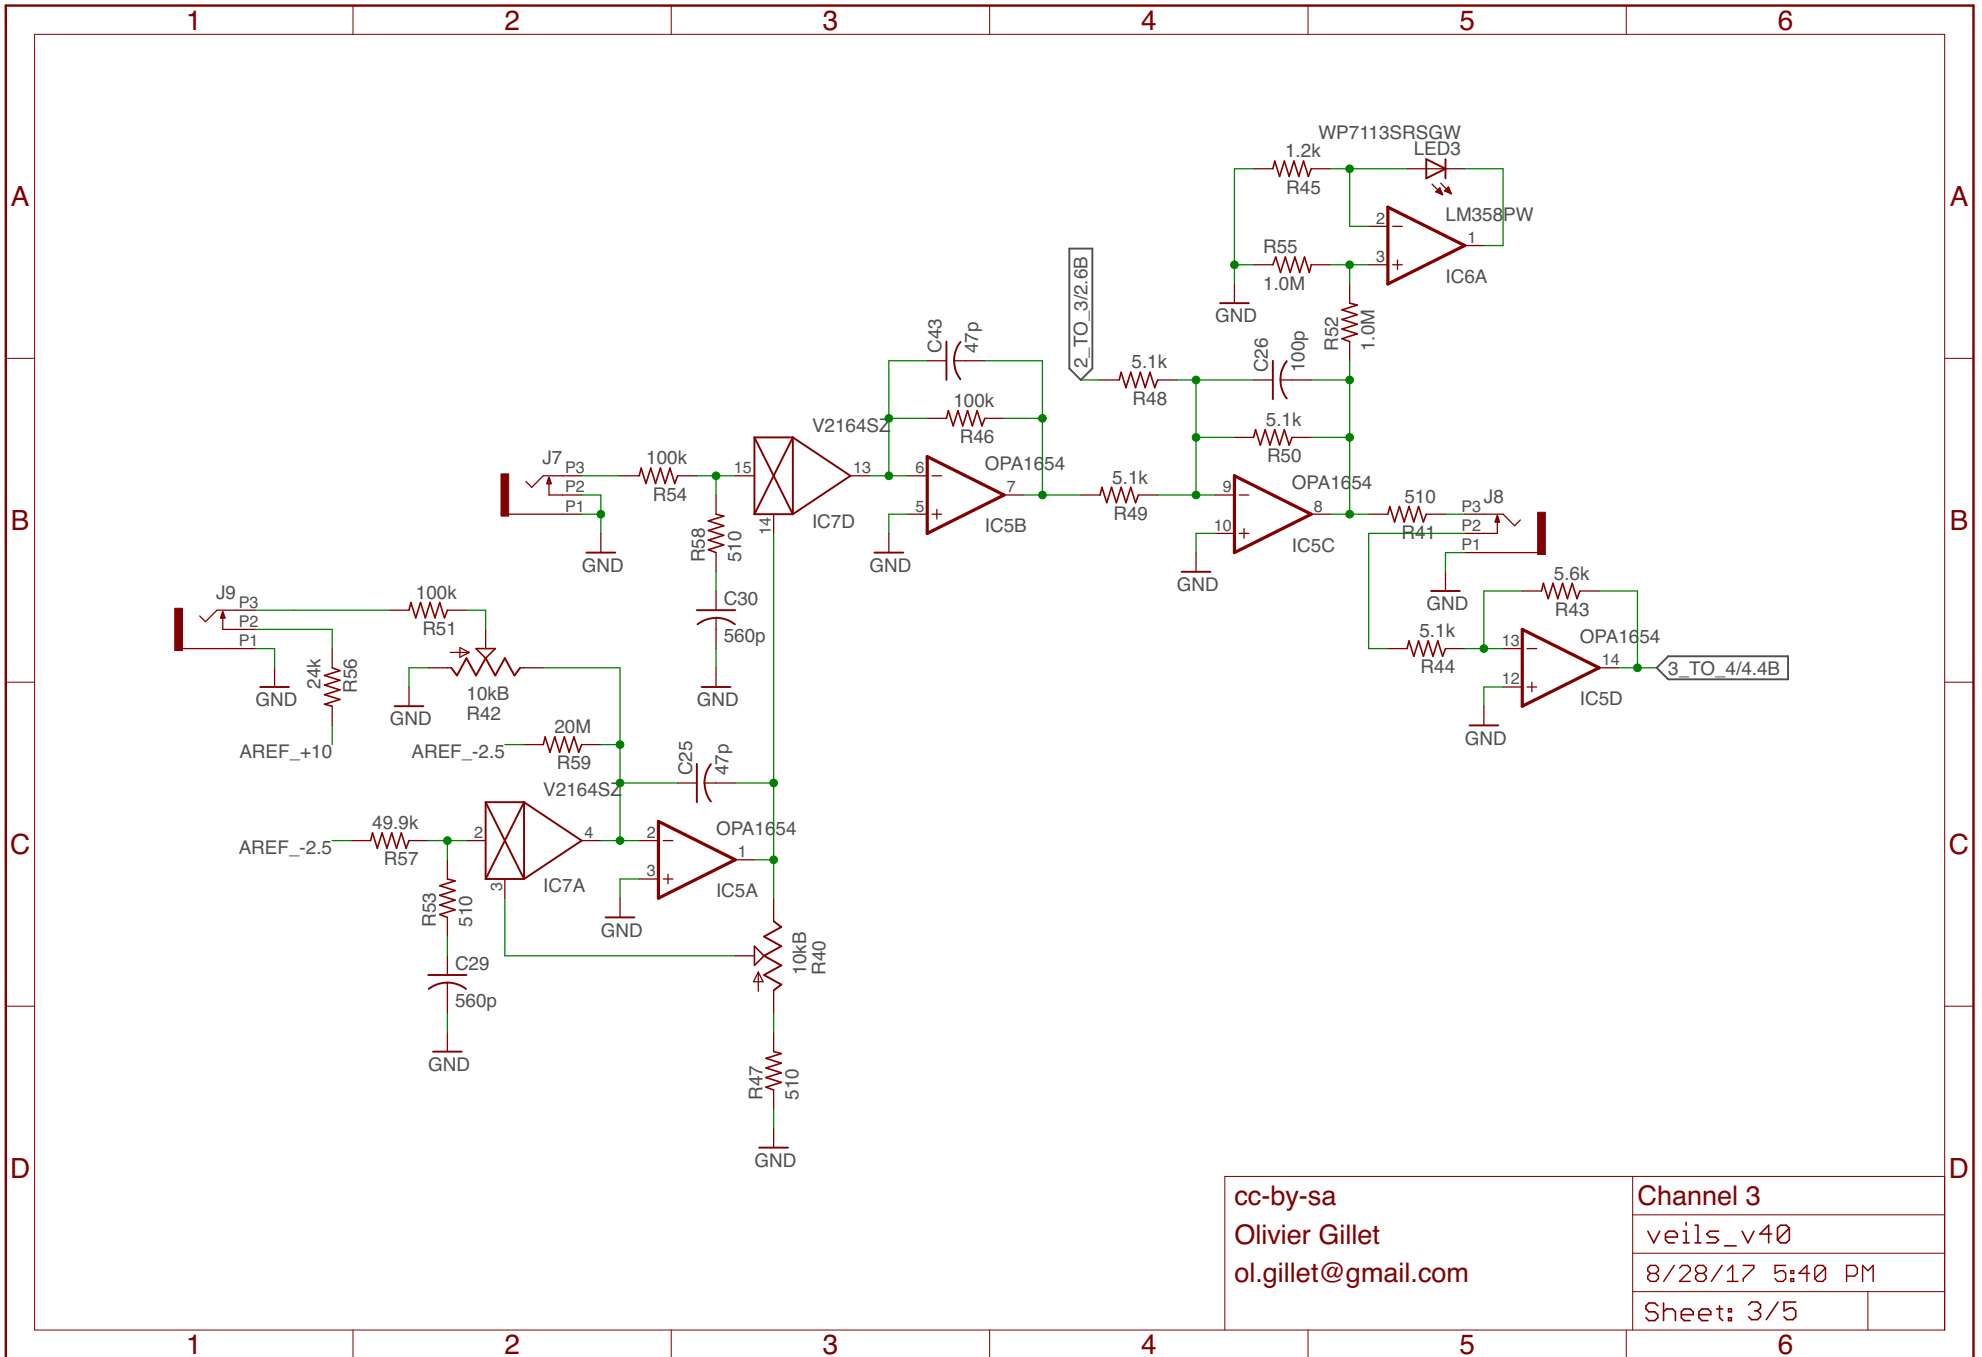 1 2 3 4 5 6
A
WP7113SRSGW
LED3
1.2k
R45
LM358PW
2
1
3
IC6A
R55
1.0M
GND
R52
1.0M
2_TO_3/2.6B
C43
47p
C26
100p
A
B
5.1k
R48
100k
R46
5.1k
R50
V2164SZ
J7
P3
P2
P1
100k
R54
15
13
14
IC7D
OPA1654
6
7
5
IC5B
5.1k
R49
OPA1654
9
8
10
IC5C
510
R41
J8
P3
P2
P1
GND
R58
510
GND
GND
GND
J9
P3
P2
P1
100k
R51
C30
560p
5.6k
R43
5.1k
R44
OPA1654
13
14
12
IC5D
3_TO_4/4.4B
B
24k
R56
GND
GND
10kB
R42
GND
GND
AREF_+10
AREF_-2.5
20M
R59
C25
47p
C
V2164SZ
AREF_-2.5
49.9k
R57
2
4
3
IC7A
OPA1654
2
1
3
IC5A
GND
R53
510
10kB
R40
C29
560p
GND
C
R47
510
GND
D
cc-by-sa
Olivier Gillet
ol.gillet@gmail.com
Channel 3
veils_v40
8/28/17 5:40 PM
Sheet: 3/5
D
1 2 3 4 5 6